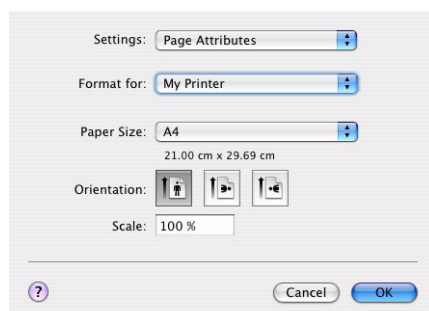 Settings: Page Attributes
Format for: My Printer
Paper Size: A4
21.00 cm x 29.69 cm
Orientation:
Scale: 100 %
? Cancel OK